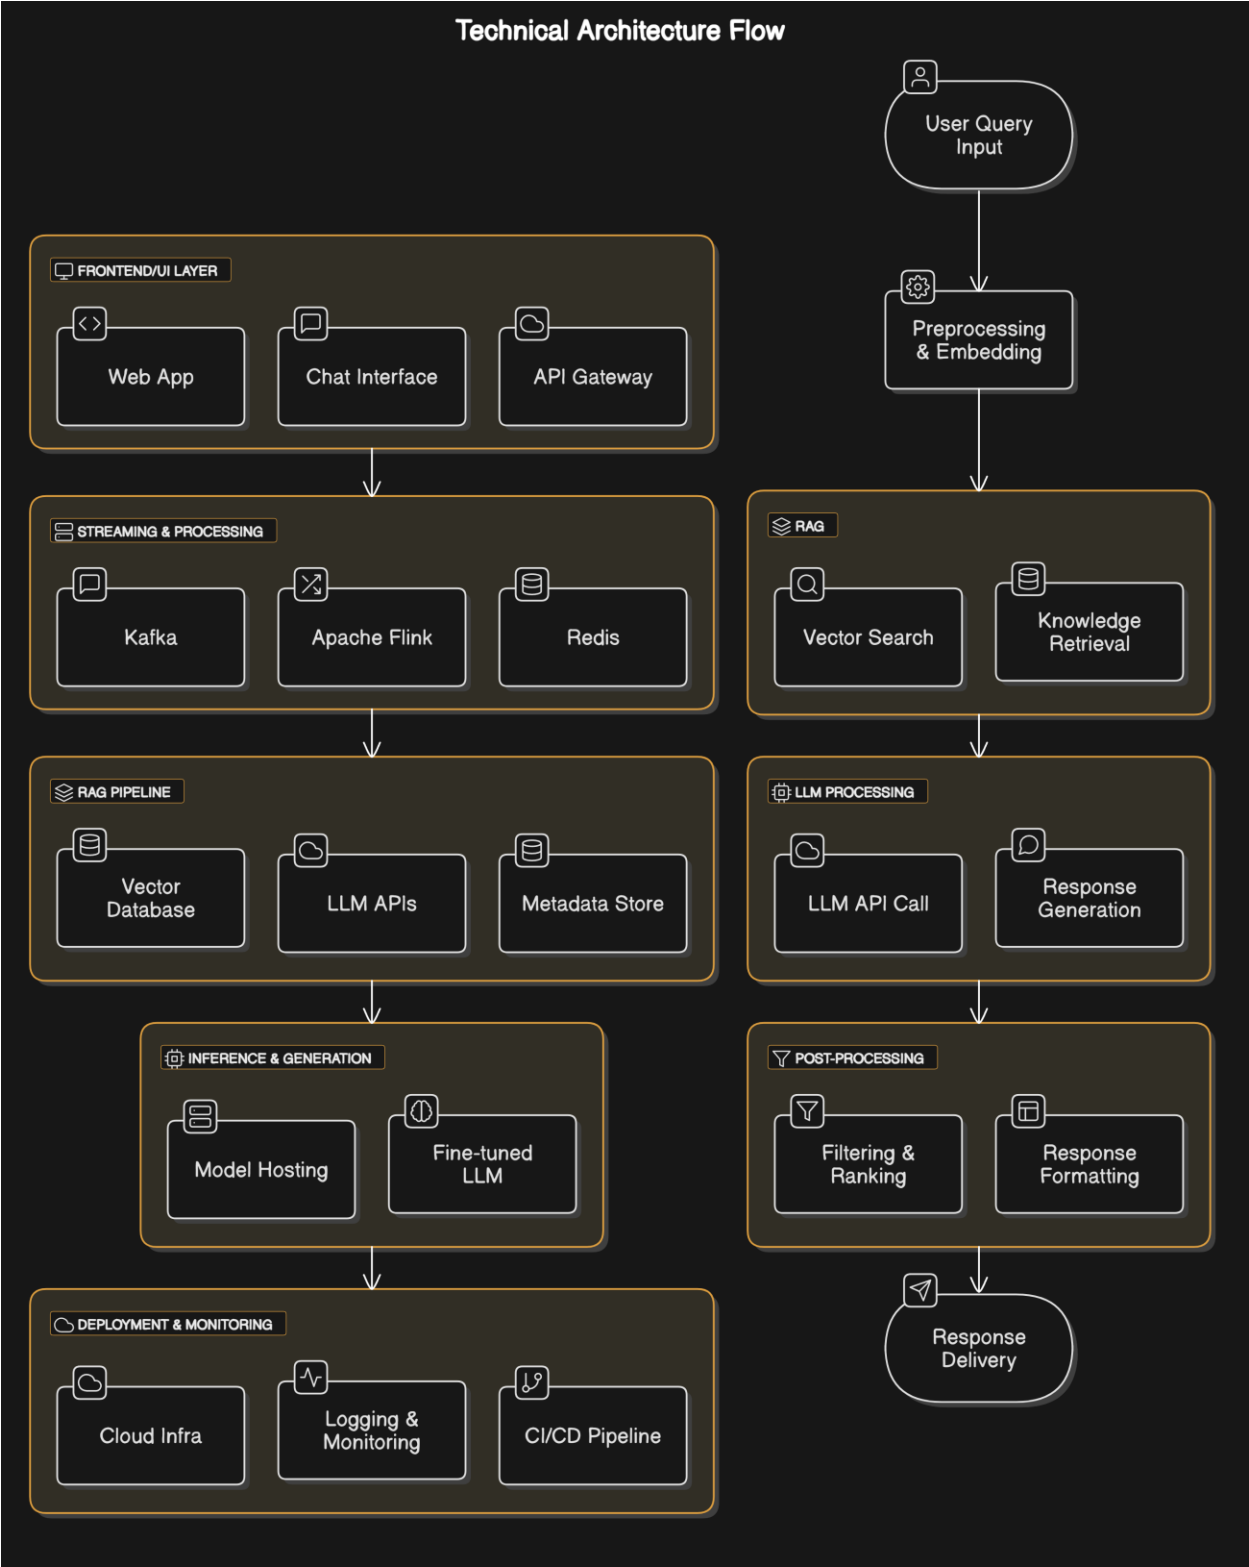 Technical Architecture Flow
User Query
Input
Preprocessing
& Embedding
FRONTEND/UI LAYER
Web App
Chat Interface
API Gateway
STREAMING & PROCESSING
Kafka
Apache Flink
Redis
RAG PIPELINE
Vector
Database
LLM APIs
Metadata Store
INFERENCE & GENERATION
Model Hosting
Fine-tuned
LLM
DEPLOYMENT & MONITORING
Cloud Infra
Logging &
Monitoring
CI/CD Pipeline
RAG
Vector Search
Knowledge
Retrieval
LLM PROCESSING
LLM API Call
Response
Generation
POST-PROCESSING
Filtering &
Ranking
Response
Formatting
Response
Delivery